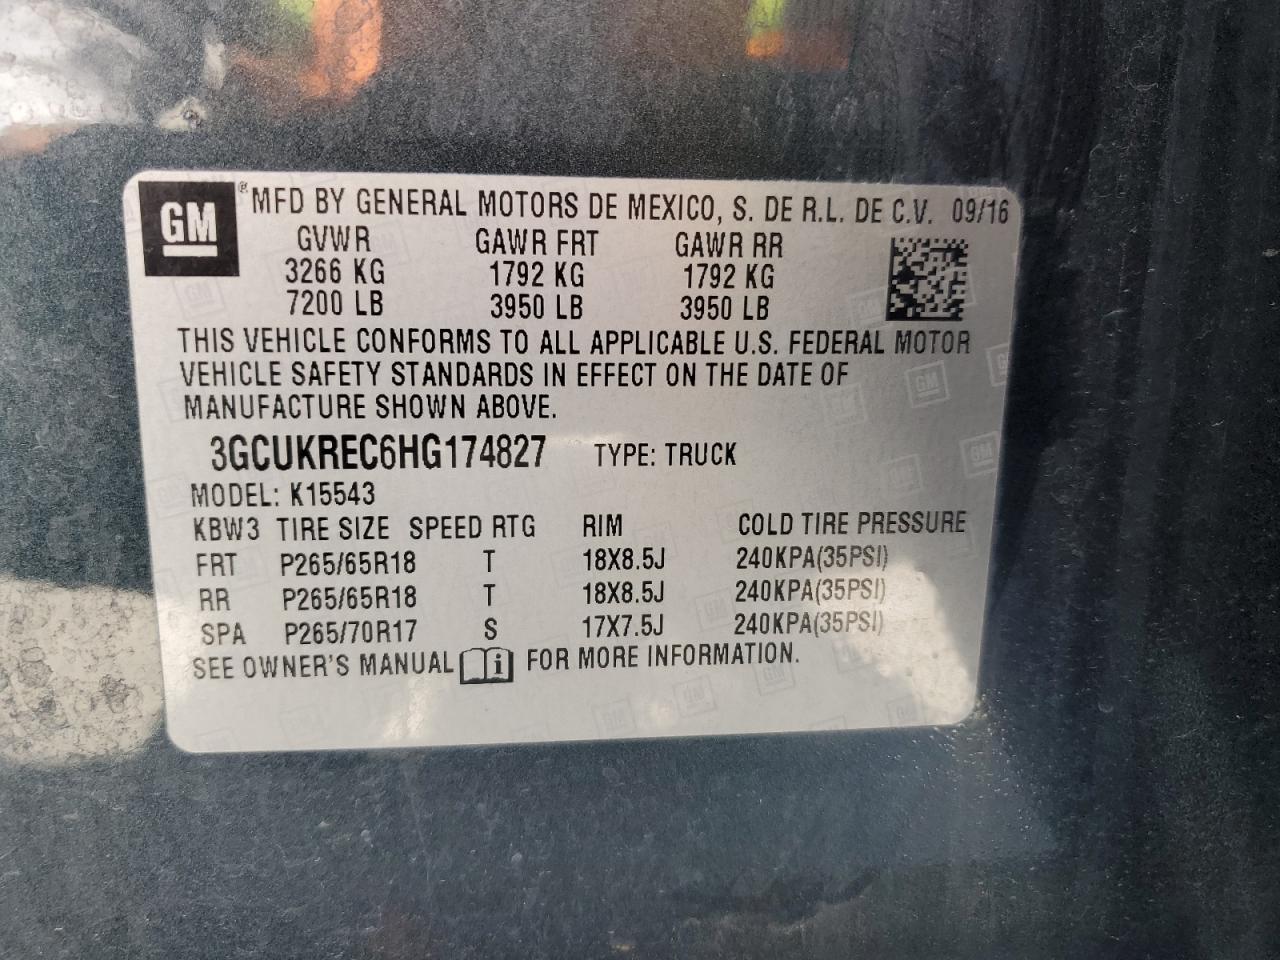 GM ® MFD BY GENERAL MOTORS DE MEXICO, S. DE R.L. DE C.V. 09/16
GVWR GAWR FRT GAWR RR
3266 KG 1792 KG 1792 KG
7200 LB 3950 LB 3950 LB
THIS VEHICLE CONFORMS TO ALL APPLICABLE U.S. FEDERAL MOTOR
VEHICLE SAFETY STANDARDS IN EFFECT ON THE DATE OF
MANUFACTURE SHOWN ABOVE.
3GCUKREC6HG174827 TYPE: TRUCK
MODEL: K15543
KBW3 TIRE SIZE SPEED RTG RIM COLD TIRE PRESSURE
FRT P265/65R18 T 18X8.5J 240KPA(35PSI)
RR P265/65R18 T 18X8.5J 240KPA(35PSI)
SPA P265/70R17 S 17X7.5J 240KPA(35PSI)
SEE OWNER'S MANUAL i FOR MORE INFORMATION.